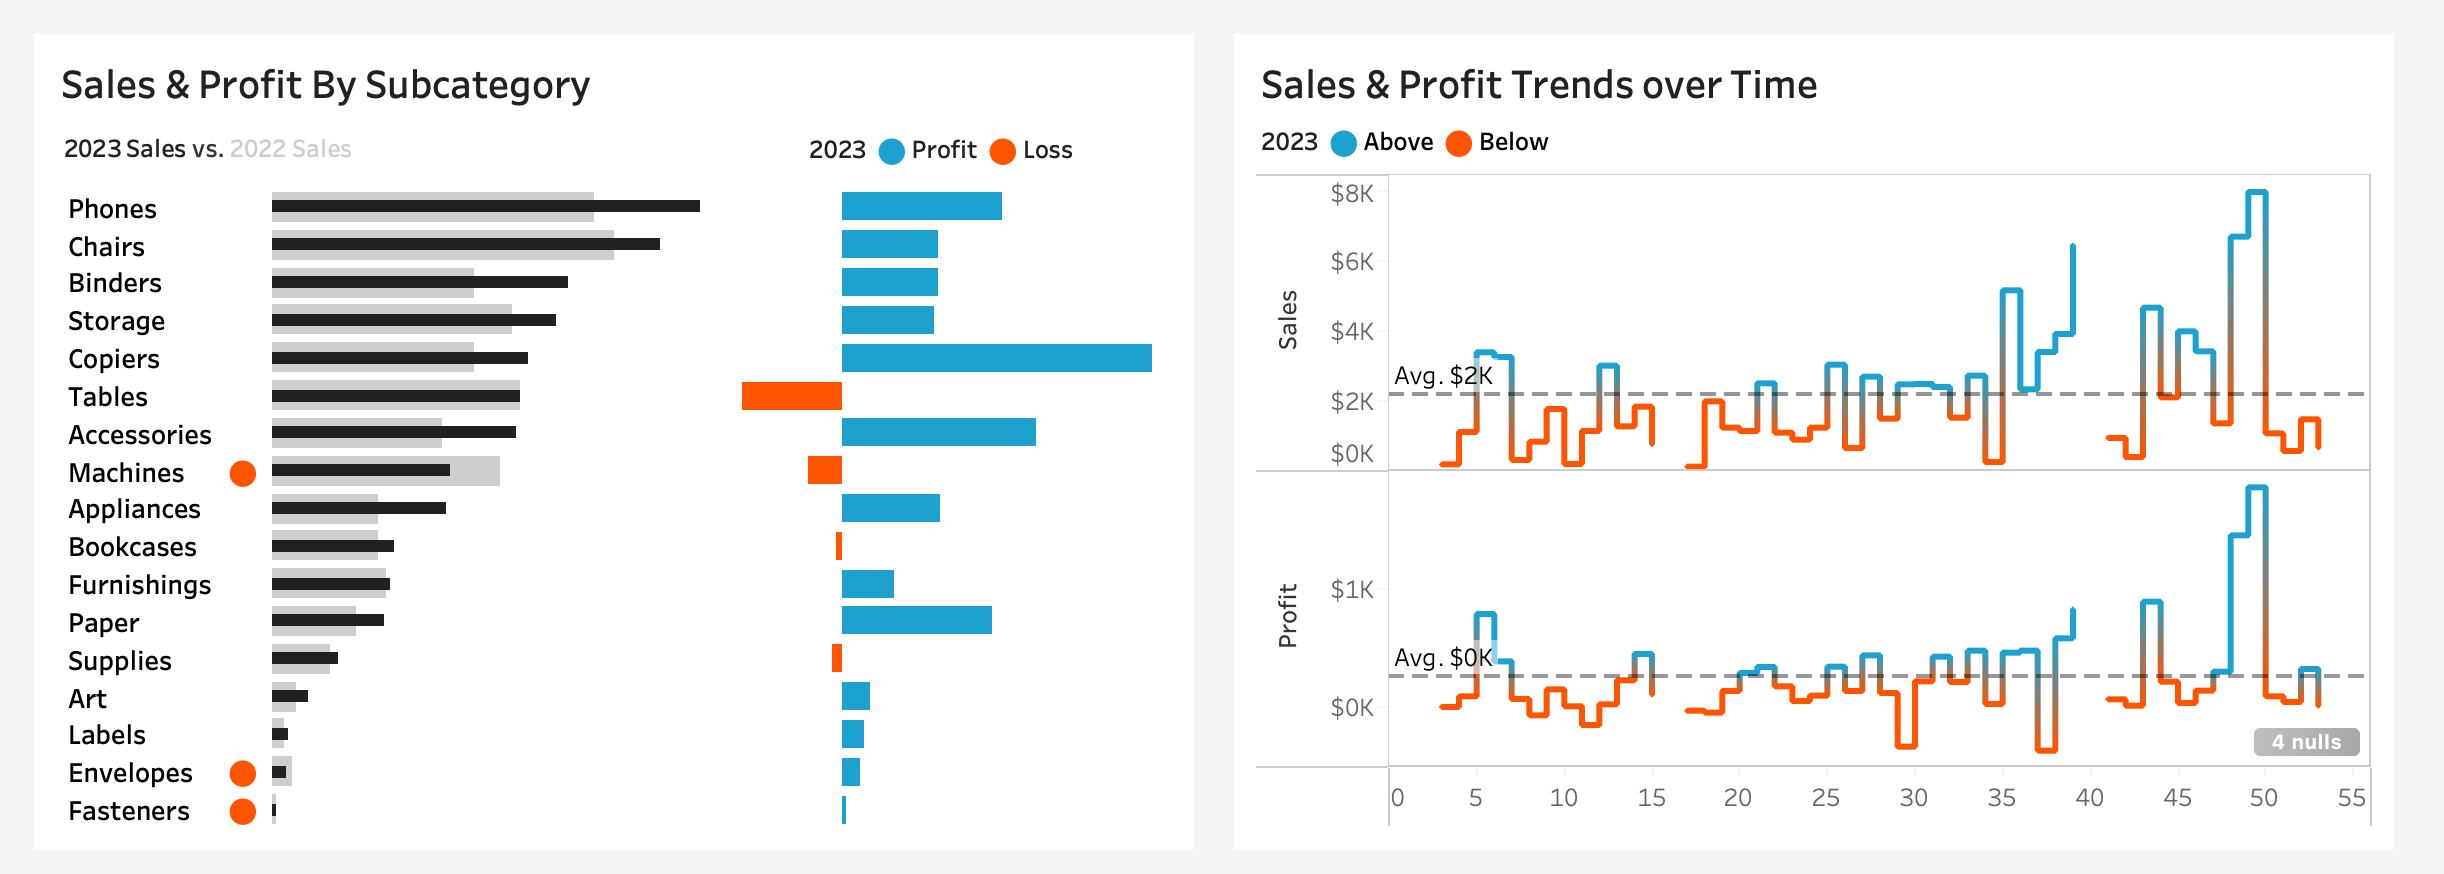 Sales & Profit By Subcategory
2023 Sales vs. 2022 Sales
2023 Profit Loss
Phones
Chairs
Binders
Storage
Copiers
Tables
Accessories
Machines
Appliances
Bookcases
Furnishings
Paper
Supplies
Art
Labels
Envelopes
Fasteners
Sales & Profit Trends over Time
2023 Above Below
Sales
$8K
$6K
$4K
Avg. $2K
$2K
$0K
Profit
$1K
Avg. $0K
$0K
4 nulls
0 5 10 15 20 25 30 35 40 45 50 55